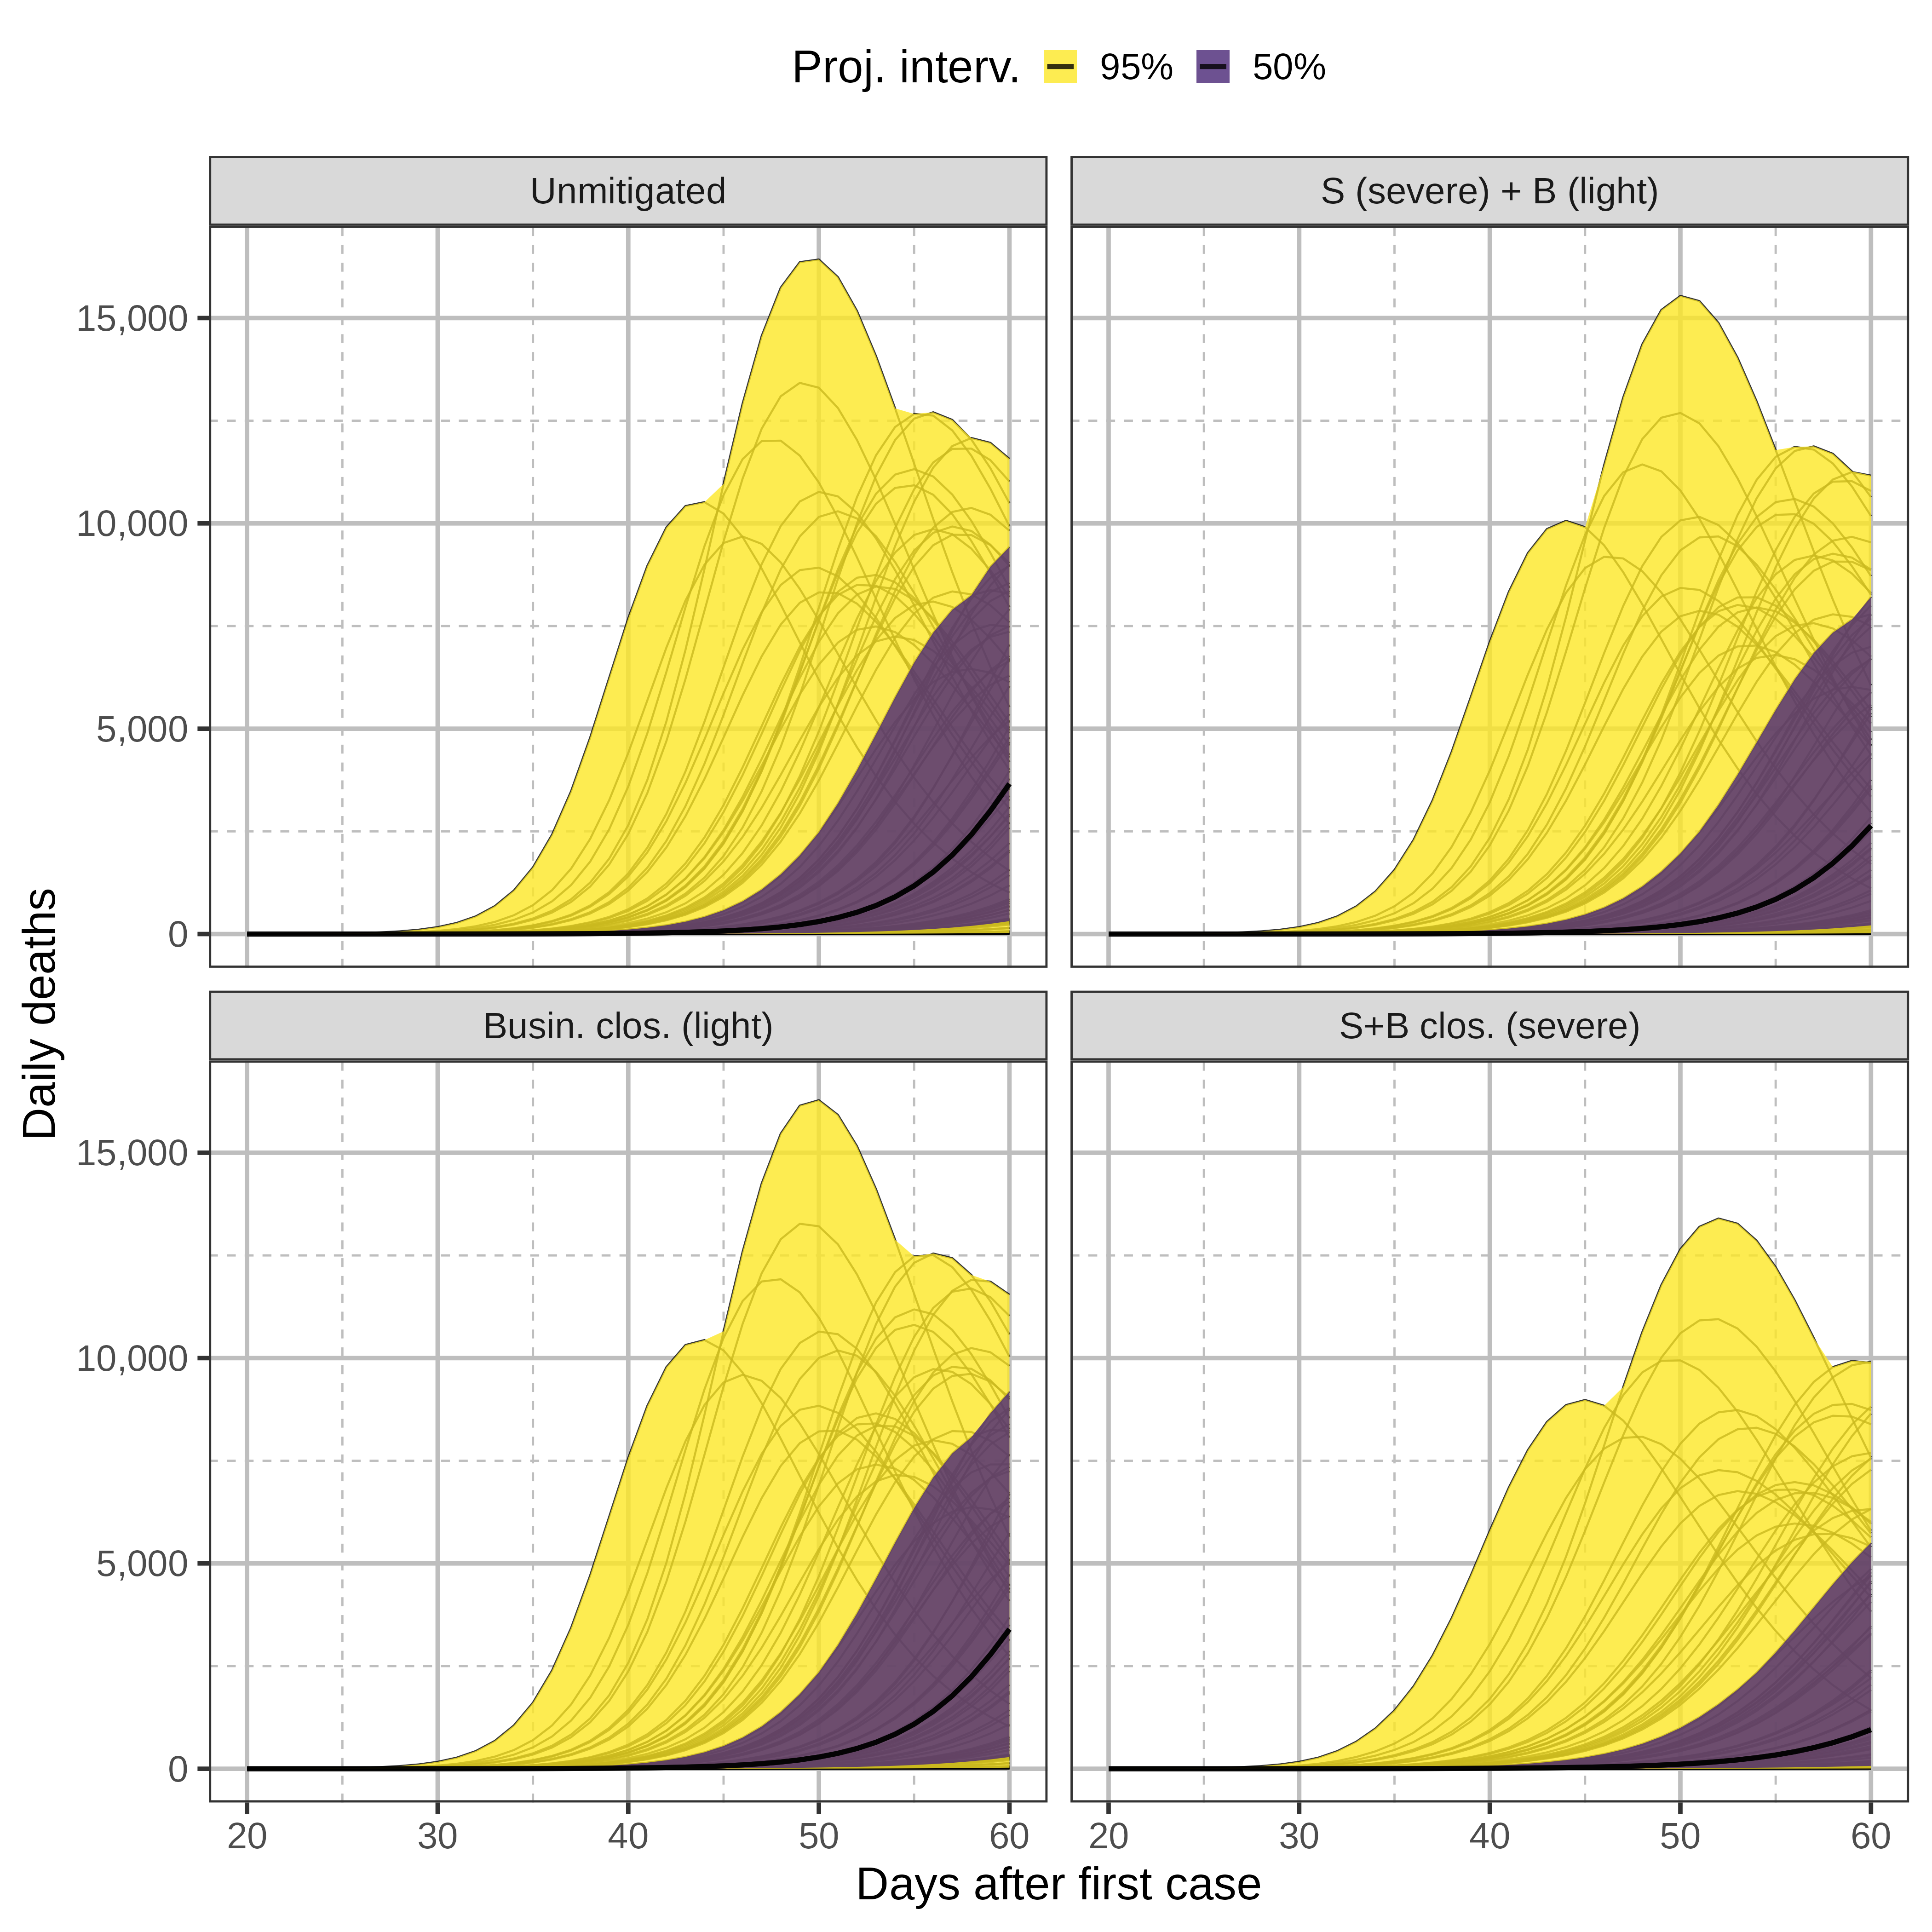 Proj. interv. 95% 50%
Unmitigated
S (severe) + B (light)
15,000
10,000
5,000
0
Busin. clos. (light)
S+B clos. (severe)
15,000
10,000
5,000
0
Daily deaths
20 30 40 50 60
20 30 40 50 60
Days after first case